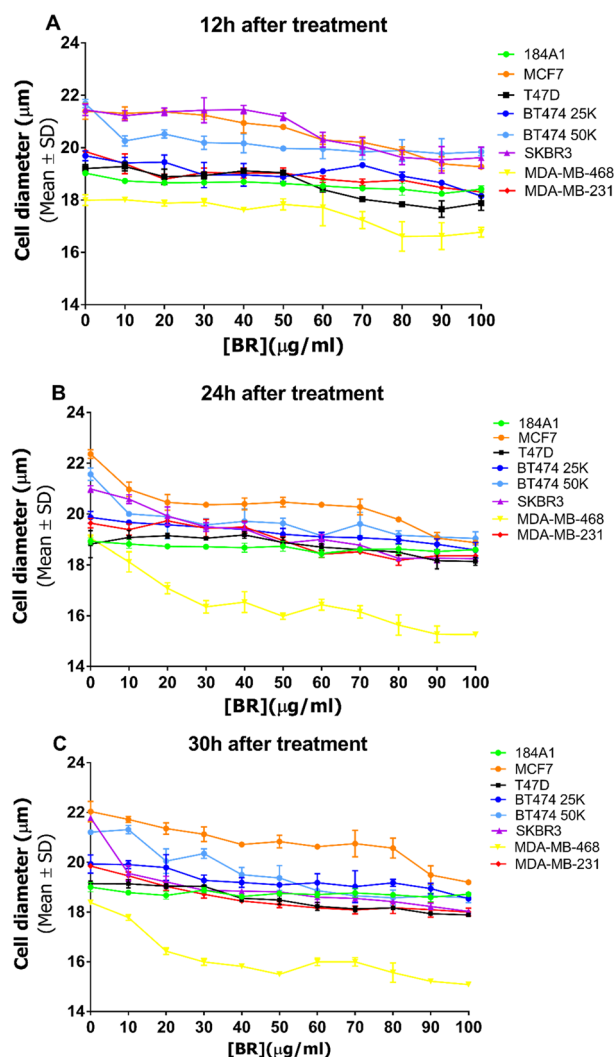 A
12h after treatment
Cell diameter (μm)
(Mean ± SD)
22
20
18
16
14
0 10 20 30 40 50 60 70 80 90 100
[BR](μg/ml)
184A1
MCF7
T47D
BT474 25K
BT474 50K
SKBR3
MDA-MB-468
MDA-MB-231
B
24h after treatment
Cell diameter (μm)
(Mean ± SD)
24
22
20
18
16
14
0 10 20 30 40 50 60 70 80 90 100
[BR](μg/ml)
184A1
MCF7
T47D
BT474 25K
BT474 50K
SKBR3
MDA-MB-468
MDA-MB-231
C
30h after treatment
Cell diameter (μm)
(Mean ± SD)
24
22
20
18
16
14
0 10 20 30 40 50 60 70 80 90 100
[BR](μg/ml)
184A1
MCF7
T47D
BT474 25K
BT474 50K
SKBR3
MDA-MB-468
MDA-MB-231